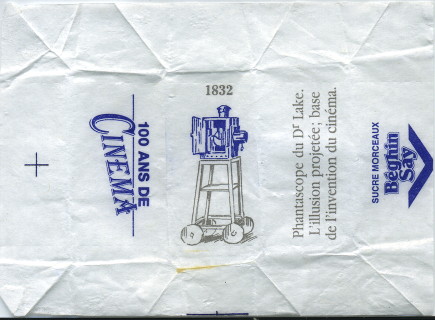 100 ANS DE
CINÉMA
1832
Phantascope du Dr Lake.
L'illusion projetée ; base
de l'invention du cinéma.
SUCRE MORCEAUX
Béghin
Say